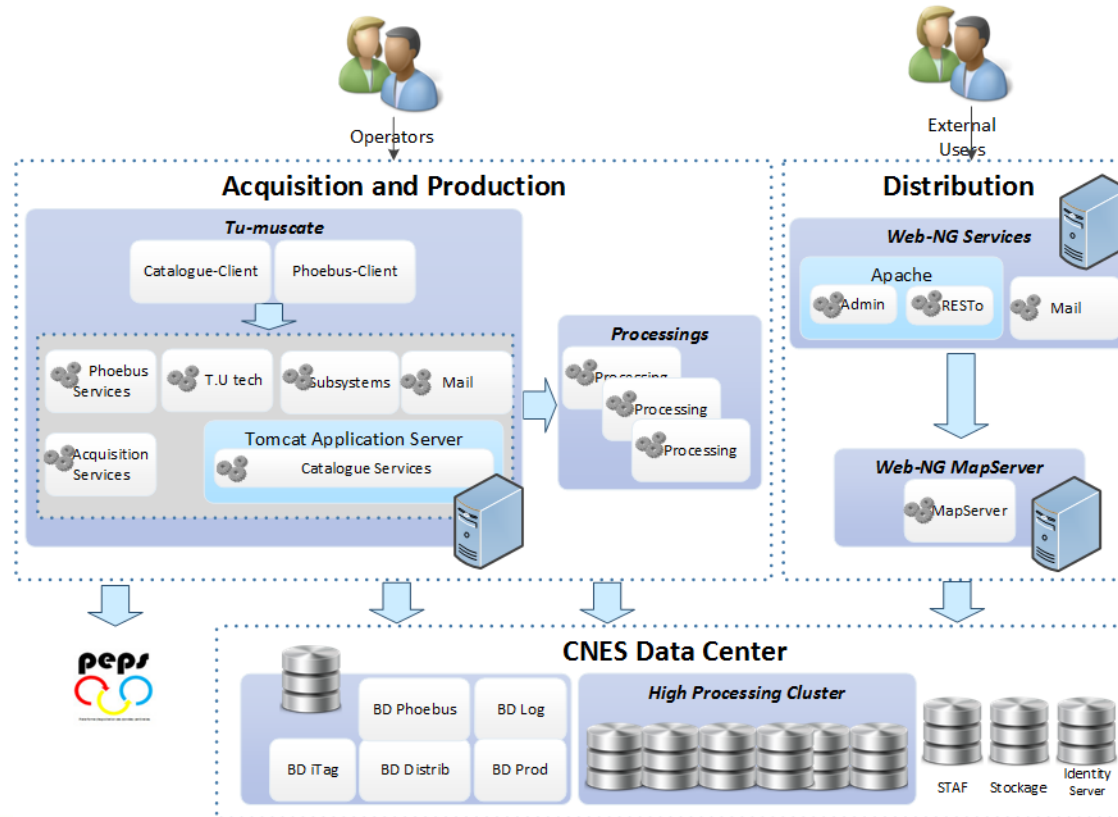 Operators
External
Users
Acquisition and Production
Distribution
Tu-muscate
Catalogue-Client
Phoebus-Client
Phoebus
Services
T.U tech
Subsystems
Mail
Acquisition
Services
Tomcat Application Server
Catalogue Services
Processings
Processing
Processing
Processing
Web-NG Services
Apache
Admin
RESTo
Mail
Web-NG MapServer
MapServer
peps
CNES Data Center
BD Phoebus
BD Log
BD iTag
BD Distrib
BD Prod
High Processing Cluster
STAF
Stockage
Identity
Server